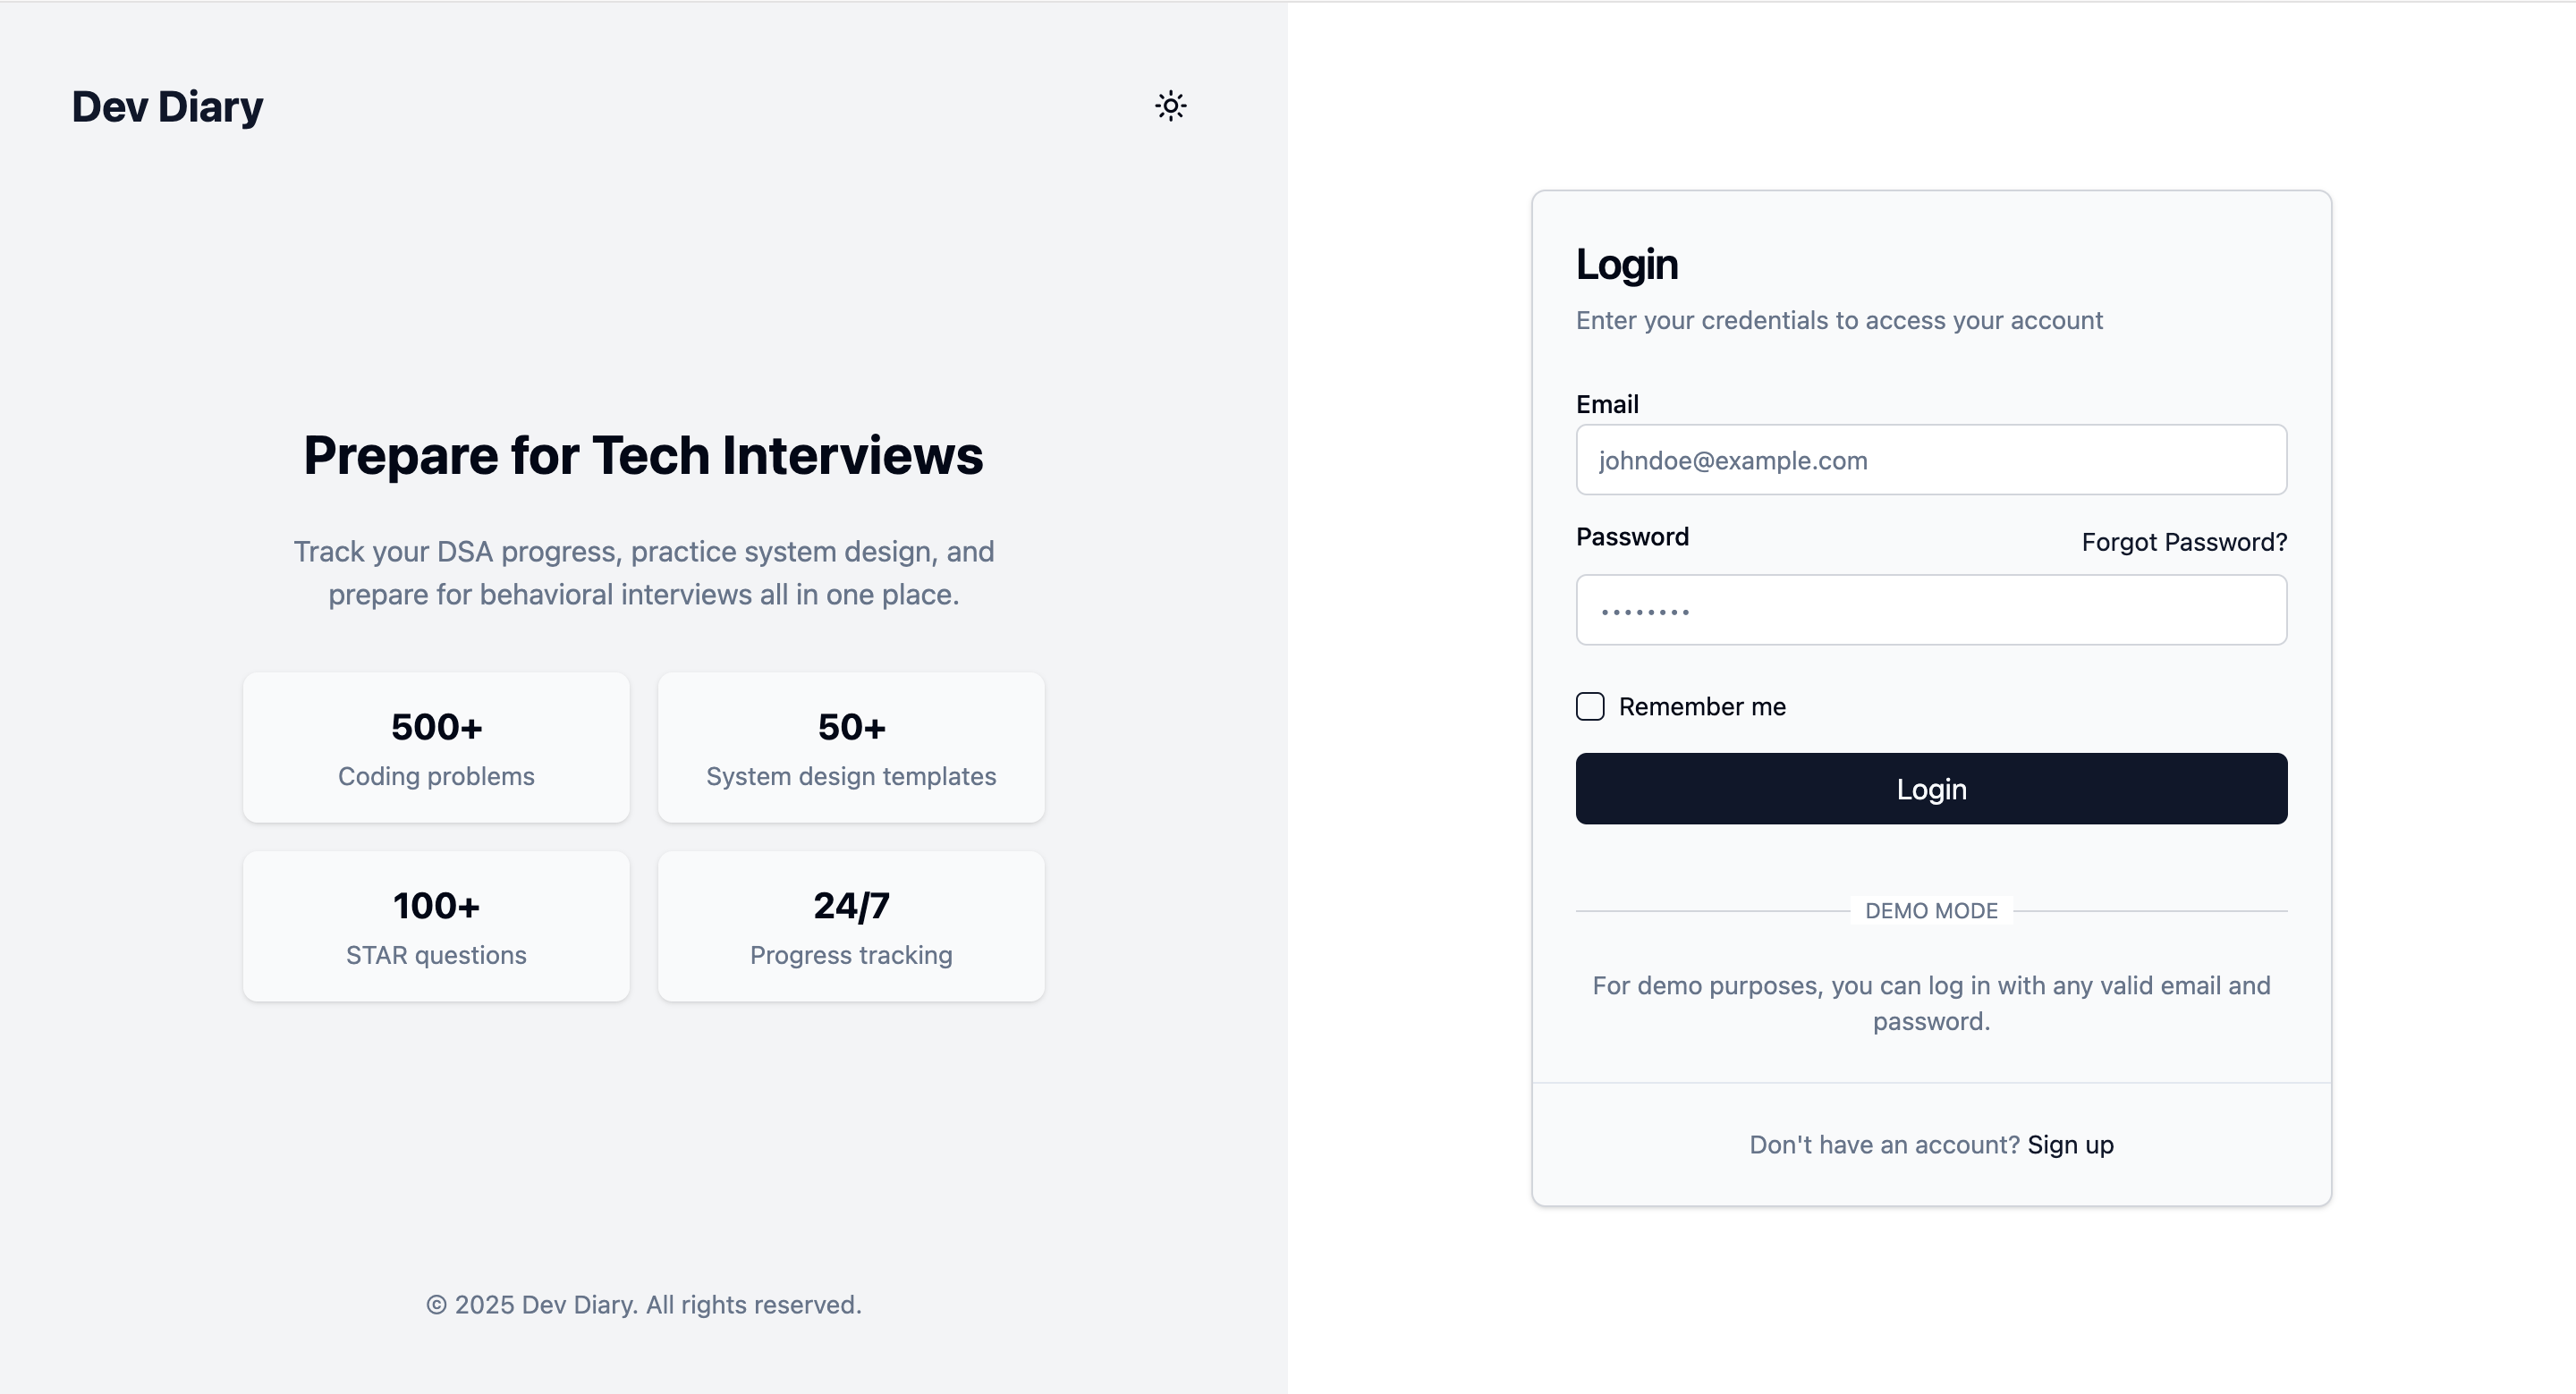 Dev Diary
Prepare for Tech Interviews
Track your DSA progress, practice system design, and
prepare for behavioral interviews all in one place.
500+
Coding problems
50+
System design templates
100+
STAR questions
24/7
Progress tracking
© 2025 Dev Diary. All rights reserved.
Login
Enter your credentials to access your account
Email
johndoe@example.com
Password
Forgot Password?
••••••••
Remember me
Login
DEMO MODE
For demo purposes, you can log in with any valid email and
password.
Don't have an account? Sign up